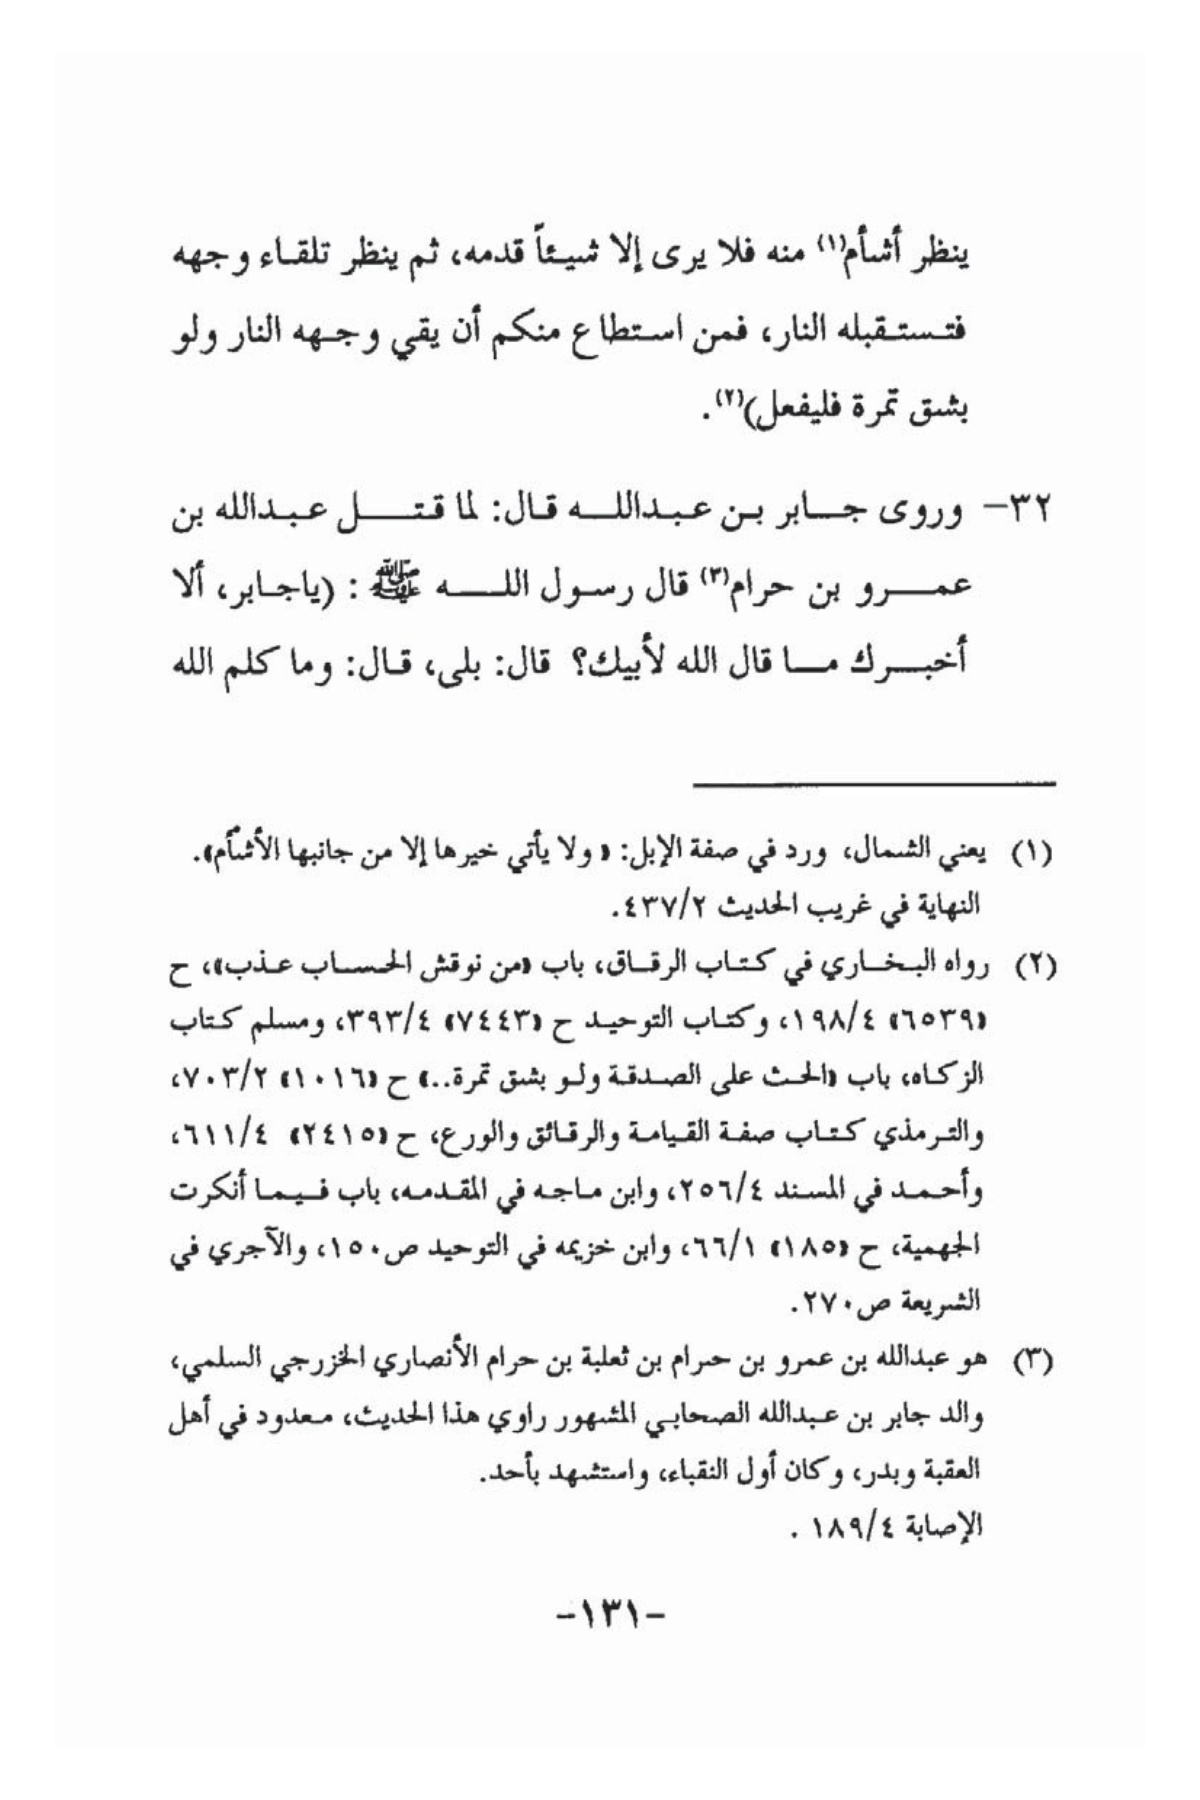 ينظر أشأم(١) منه فلا يرى إلا شيئاً قدمه، ثم ينظر تلقاء وجهه
فتستقبله النار، فمن استطاع منكم أن يقي وجهه النار ولو
بشق تمرة فليفعل)(٢).
٣٢- وروى جابر بن عبدالله قال: لما قتل عبدالله بن
عمرو بن حرام(٣) قال رسول الله ﷺ : (ياجابر، ألا
أخبرك ما قال الله لأبيك؟ قال: بلى، قال: وما كلم الله
(١) يعني الشمال، ورد في صفة الإبل: «ولا يأتي خيرها إلا من جانبها الأشأم».
النهاية في غريب الحديث ٤٣٧/٢.
(٢) رواه البخاري في كتاب الرقاق، باب «من نوقش الحساب عذب»، ح
«٦٥٣٩» ١٩٨/٤، وكتاب التوحيد ح «٧٤٤٣» ٣٩٣/٤، ومسلم كتاب
الزكاه، باب «الحث على الصدقة ولو بشق تمرة..» ح «١٠١٦» ٧٠٣/٢،
والترمذي كتاب صفة القيامة والرقائق والورع، ح «٢٤١٥» ٦١١/٤،
وأحمد في المسند ٢٥٦/٤، وابن ماجه في المقدمه، باب فيما أنكرت
الجهمية، ح «١٨٥» ٦٦/١، وابن خزيمه في التوحيد ص١٥٠، والآجري في
الشريعة ص٢٧٠.
(٣) هو عبدالله بن عمرو بن حرام بن ثعلبة بن حرام الأنصاري الخزرجي السلمي،
والد جابر بن عبدالله الصحابي المشهور راوي هذا الحديث، معدود في أهل
العقبة وبدر، وكان أول النقباء، واستشهد بأحد.
الإصابة ١٨٩/٤ .
-١٣١-